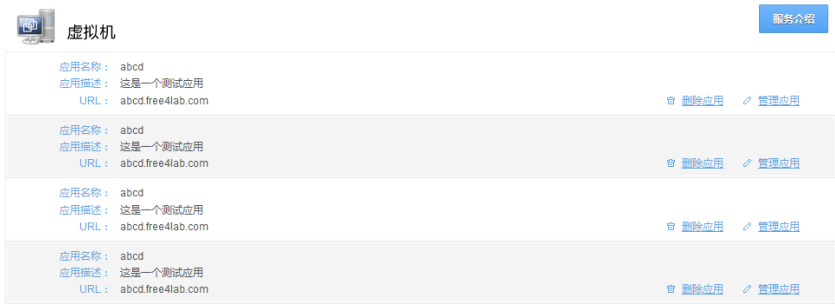 虚拟机
服务介绍
应用名称： abcd
应用描述： 这是一个测试应用
URL： abcd.free4lab.com
删除应用 管理应用
应用名称： abcd
应用描述： 这是一个测试应用
URL： abcd.free4lab.com
删除应用 管理应用
应用名称： abcd
应用描述： 这是一个测试应用
URL： abcd.free4lab.com
删除应用 管理应用
应用名称： abcd
应用描述： 这是一个测试应用
URL： abcd.free4lab.com
删除应用 管理应用